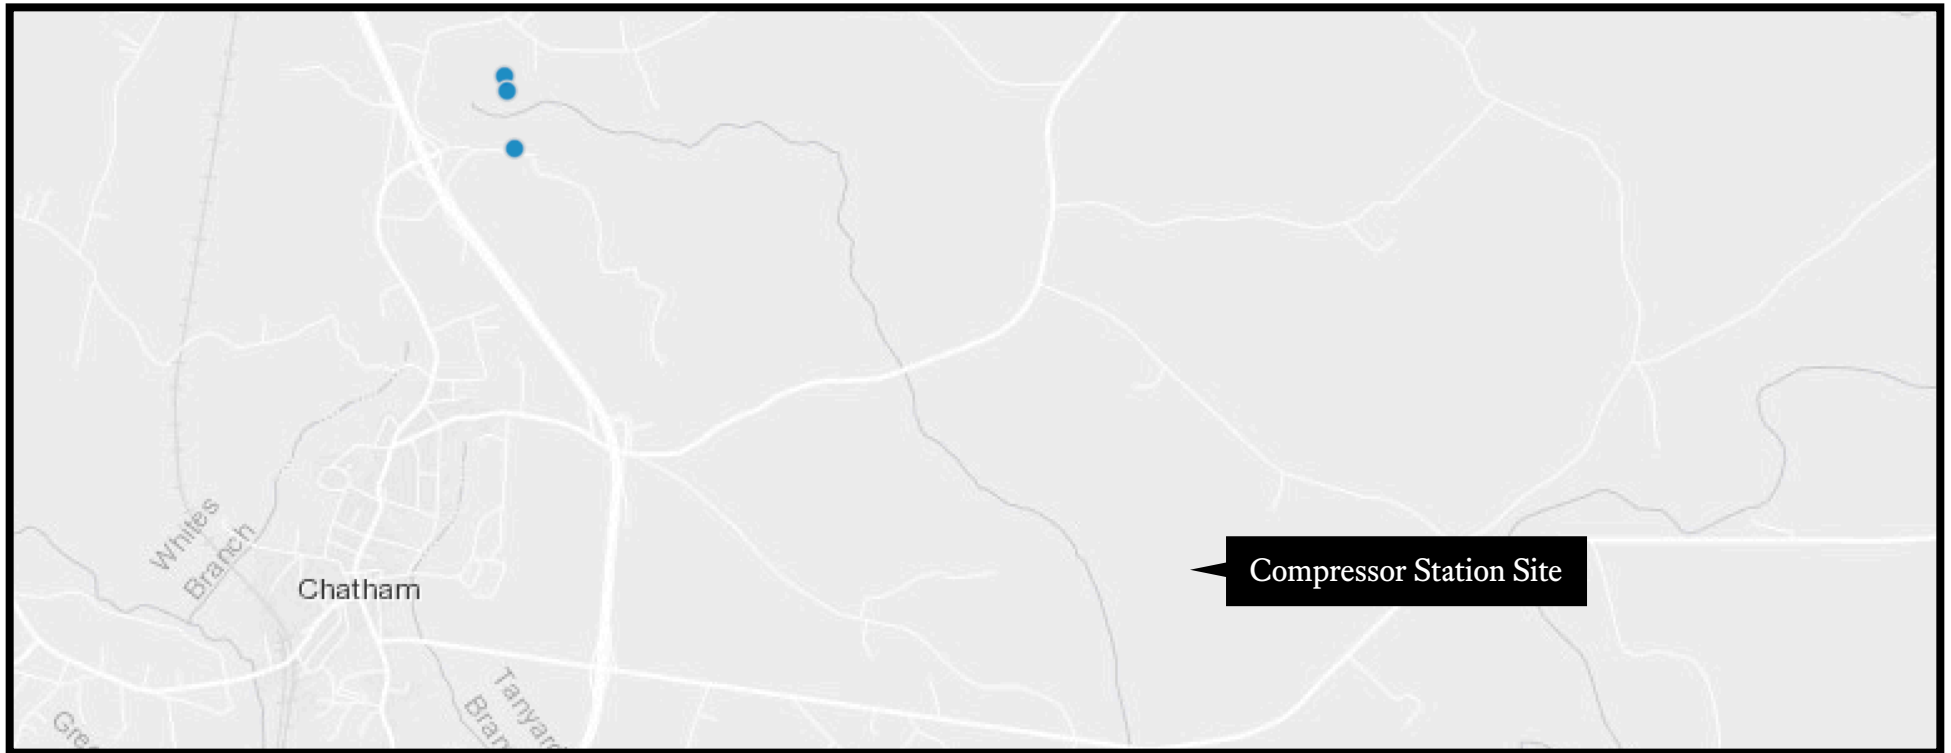 Whites
Branch
Chatham
Compressor Station Site